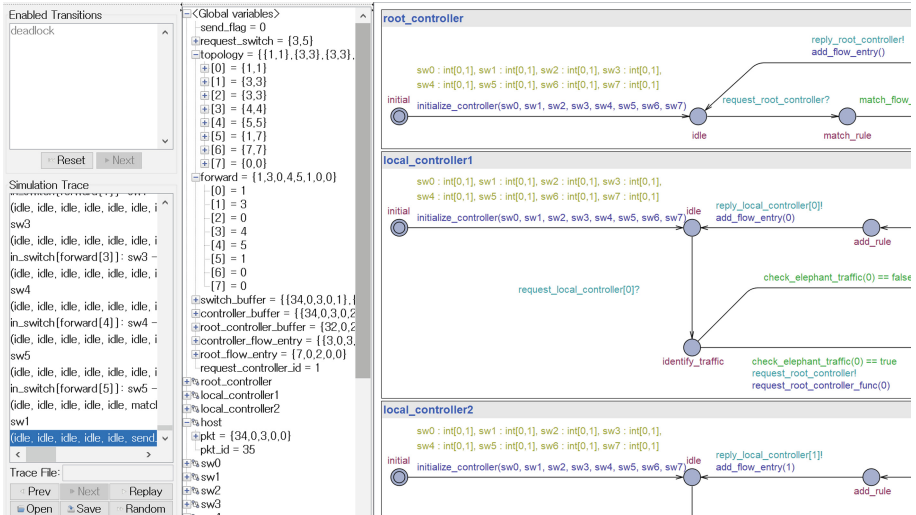 Enabled Transitions
deadlock
Reset
Next
Simulation Trace
(idle, idle, idle, idle, idle, idle, i
sw3
(idle, idle, idle, idle, idle, idle, i
in_switch[forward[3]]: sw3 -
(idle, idle, idle, idle, idle, idle, i
sw4
(idle, idle, idle, idle, idle, idle, i
in_switch[forward[4]]: sw4 -
(idle, idle, idle, idle, idle, idle, i
sw5
(idle, idle, idle, idle, idle, idle, i
in_switch[forward[5]]: sw5 -
(idle, idle, idle, idle, idle, match
sw1
(idle, idle, idle, idle, idle, send_
Trace File:
Prev
Next
Replay
Open
Save
Random
<Global variables>
send_flag = 0
request_switch = {3,5}
topology = {{1,1},{3,3},{3,3},
[0] = {1,1}
[1] = {3,3}
[2] = {3,3}
[3] = {4,4}
[4] = {5,5}
[5] = {1,7}
[6] = {7,7}
[7] = {0,0}
forward = {1,3,0,4,5,1,0,0}
[0] = 1
[1] = 3
[2] = 0
[3] = 4
[4] = 5
[5] = 1
[6] = 0
[7] = 0
switch_buffer = {{34,0,3,0,1},{
controller_buffer = {{34,0,3,0,2
root_controller_buffer = {32,0,2
controller_flow_entry = {{3,0,3,
root_flow_entry = {7,0,2,0,0}
request_controller_id = 1
root_controller
local_controller1
local_controller2
host
pkt = {34,0,3,0,0}
pkt_id = 35
sw0
sw1
sw2
sw3
root_controller
reply_root_controller!
add_flow_entry()
sw0 : int[0,1], sw1 : int[0,1], sw2 : int[0,1], sw3 : int[0,1],
sw4 : int[0,1], sw5 : int[0,1], sw6 : int[0,1], sw7 : int[0,1]
initial
initialize_controller(sw0, sw1, sw2, sw3, sw4, sw5, sw6, sw7)
request_root_controller?
match_flow_
idle
match_rule
local_controller1
sw0 : int[0,1], sw1 : int[0,1], sw2 : int[0,1], sw3 : int[0,1],
sw4 : int[0,1], sw5 : int[0,1], sw6 : int[0,1], sw7 : int[0,1]
initial
initialize_controller(sw0, sw1, sw2, sw3, sw4, sw5, sw6, sw7)
idle
reply_local_controller[0]!
add_flow_entry(0)
add_rule
request_local_controller[0]?
check_elephant_traffic(0) == false
identify_traffic
check_elephant_traffic(0) == true
request_root_controller!
request_root_controller_func(0)
local_controller2
sw0 : int[0,1], sw1 : int[0,1], sw2 : int[0,1], sw3 : int[0,1],
sw4 : int[0,1], sw5 : int[0,1], sw6 : int[0,1], sw7 : int[0,1]
initial
initialize_controller(sw0, sw1, sw2, sw3, sw4, sw5, sw6, sw7)
idle
reply_local_controller[1]!
add_flow_entry(1)
add_rule